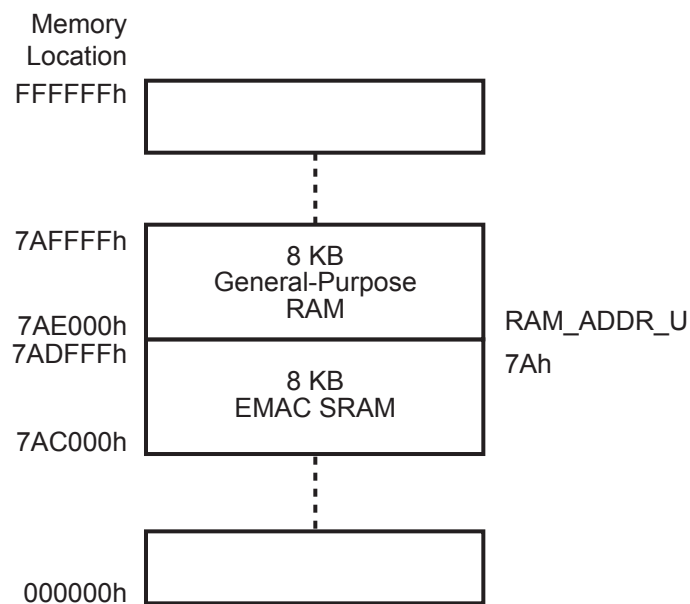 Memory
Location
FFFFFFh
7AFFFFh
8 KB
General-Purpose
RAM
7AE000h
RAM_ADDR_U
7ADFFFh
7Ah
8 KB
EMAC SRAM
7AC000h
000000h